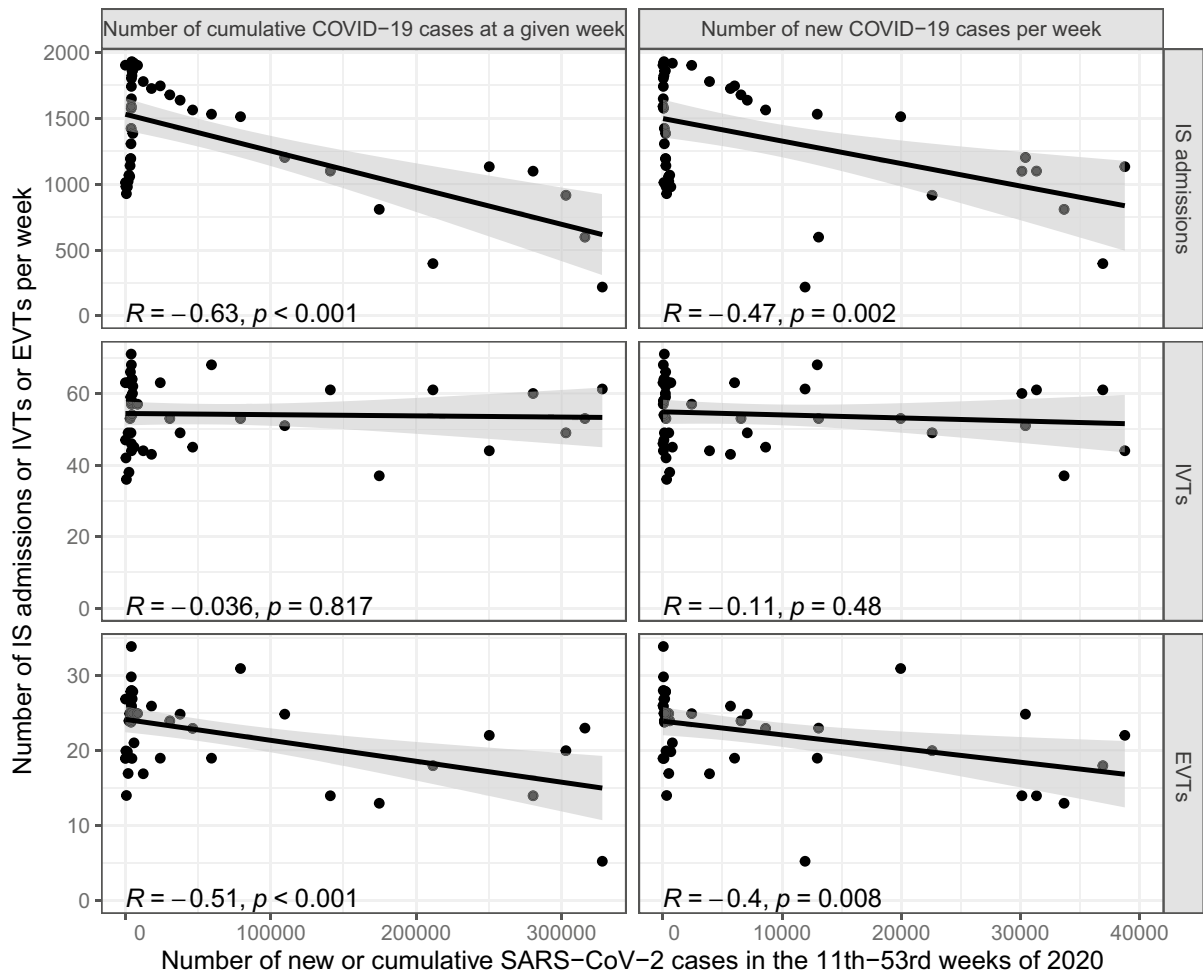 Number of cumulative COVID−19 cases at a given week
Number of new COVID−19 cases per week
Number of IS admissions or IVTs or EVTs per week
2000
1500
1000
500
0
R = −0.63, p < 0.001
R = −0.47, p = 0.002
IS admissions
60
40
20
0
R = −0.036, p = 0.817
R = −0.11, p = 0.48
IVTs
30
20
10
0
R = −0.51, p < 0.001
R = −0.4, p = 0.008
EVTs
0 100000 200000 300000
0 10000 20000 30000 40000
Number of new or cumulative SARS−CoV−2 cases in the 11th−53rd weeks of 2020